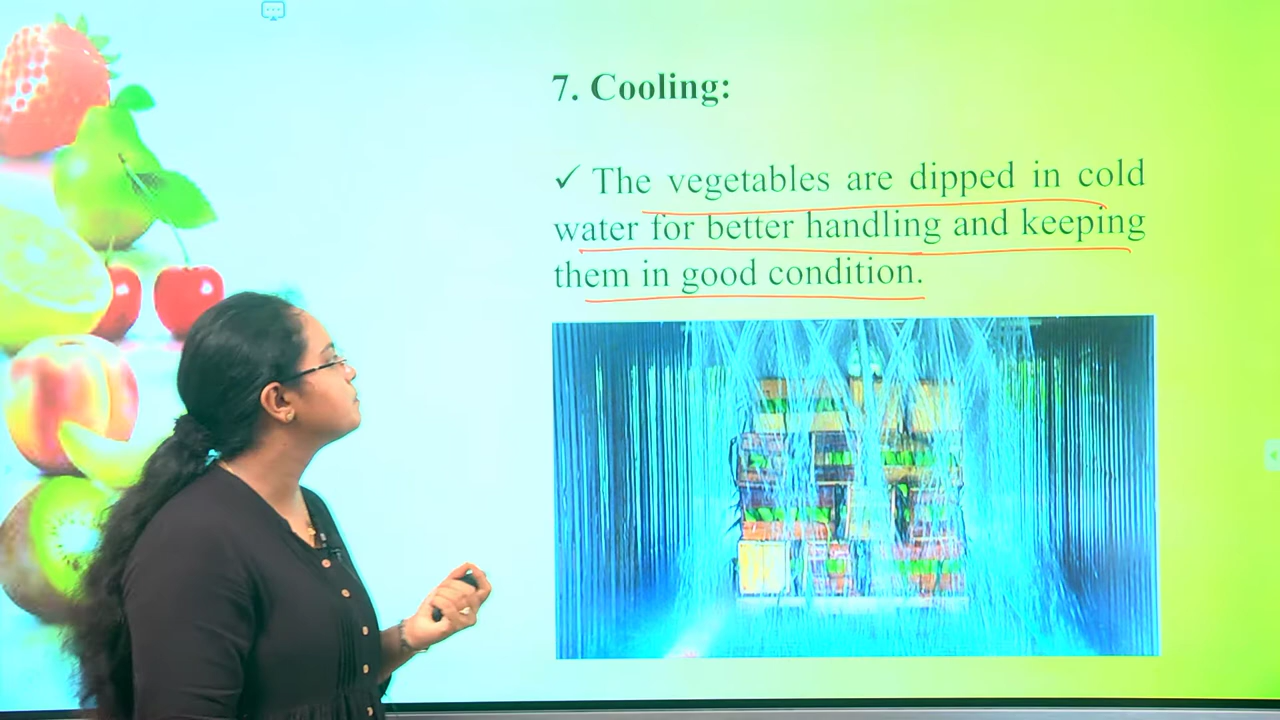 7. Cooling:
✓ The vegetables are dipped in cold
water for better handling and keeping
them in good condition.